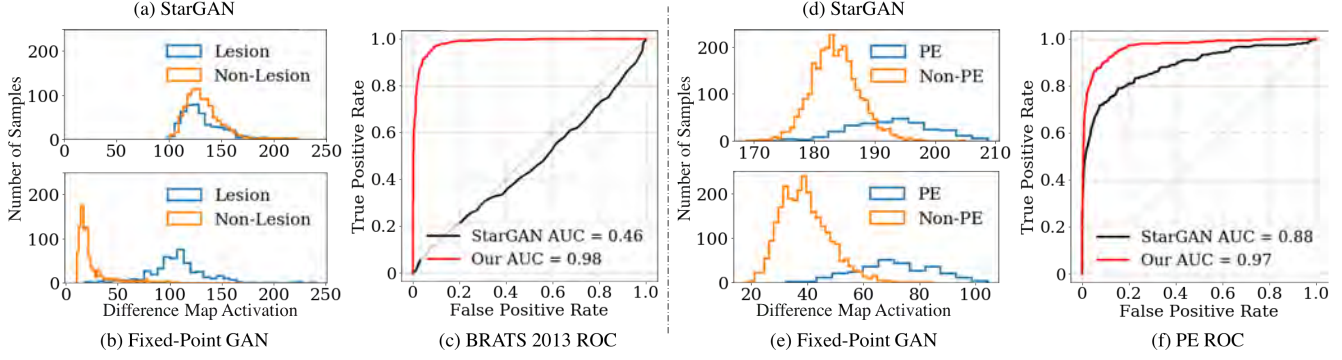 (a) StarGAN
Number of Samples
200
100
0
Lesion
Non-Lesion
0 50 100 150 200 250
200
100
0
Lesion
Non-Lesion
0 50 100 150 200 250
Difference Map Activation
(b) Fixed-Point GAN
True Positive Rate
1.0
0.8
0.6
0.4
0.2
0
StarGAN AUC = 0.46
Our AUC = 0.98
0 0.2 0.4 0.6 0.8 1.0
False Positive Rate
(c) BRATS 2013 ROC
(d) StarGAN
Number of Samples
200
100
0
PE
Non-PE
170 180 190 200 210
200
100
0
PE
Non-PE
20 40 60 80 100
Difference Map Activation
(e) Fixed-Point GAN
True Positive Rate
1.0
0.8
0.6
0.4
0.2
0
StarGAN AUC = 0.88
Our AUC = 0.97
0 0.2 0.4 0.6 0.8 1.0
False Positive Rate
(f) PE ROC